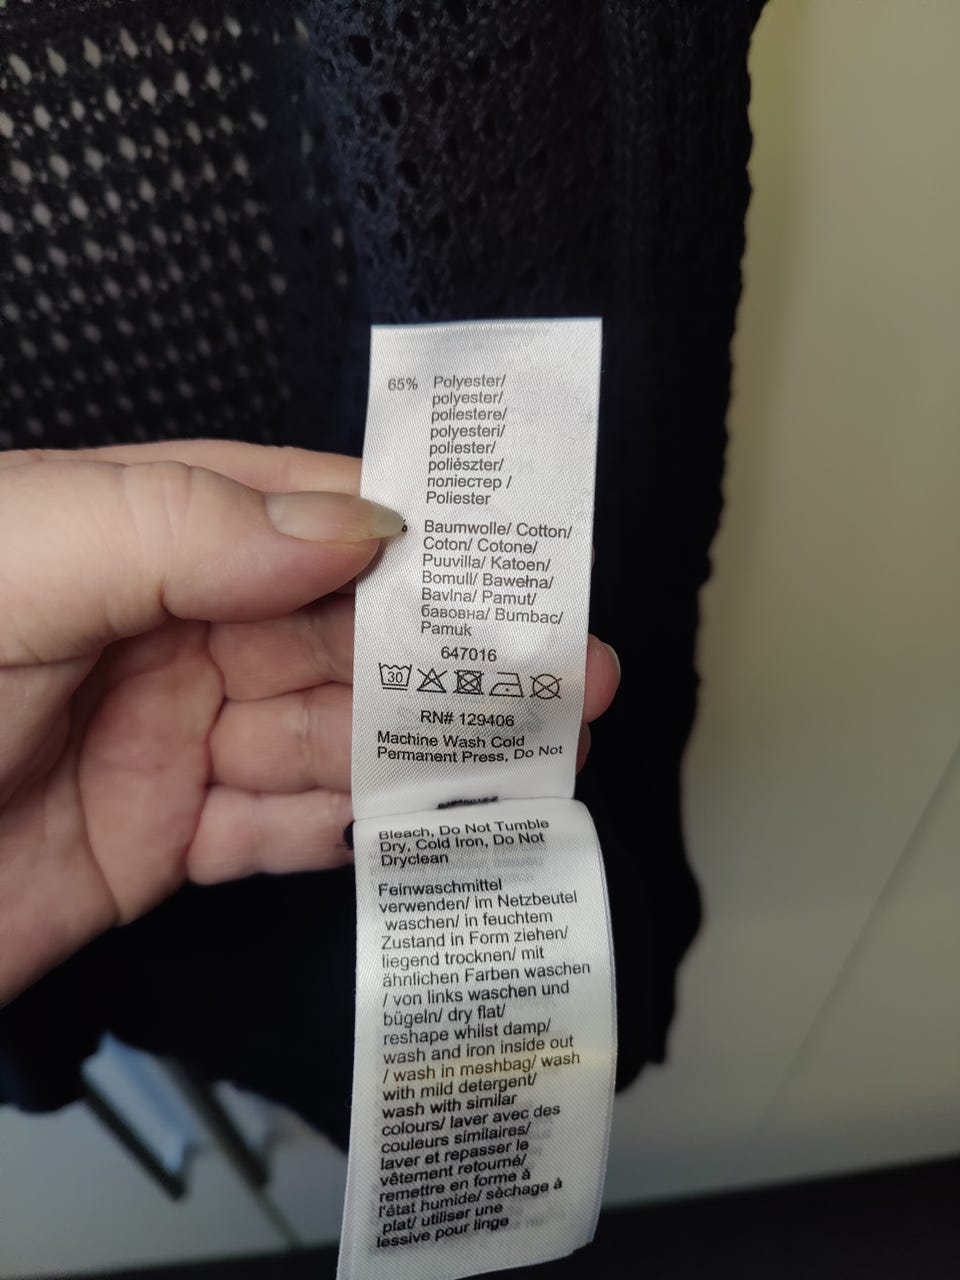 65% Polyester/
polyester/
poliestere/
polyesteri/
poliester/
poliészter/
поліестер /
Poliester
% Baumwolle/ Cotton/
Coton/ Cotone/
Puuvilla/ Katoen/
Bomull/ Bawełna/
Bavlna/ Pamut/
бавовна/ Bumbac/
Pamuk
647016
30
RN# 129406
Machine Wash Cold
Permanent Press, Do Not
Bleach, Do Not Tumble
Dry, Cold Iron, Do Not
Dryclean
Feinwaschmittel
verwenden/ im Netzbeutel
waschen/ in feuchtem
Zustand in Form ziehen/
liegend trocknen/ mit
ähnlichen Farben waschen
/ von links waschen und
bügeln/ dry flat/
reshape whilst damp/
wash and iron inside out
/ wash in meshbag/ wash
with mild detergent/
wash with similar
colours/ laver avec des
couleurs similaires/
laver et repasser le
vêtement retourné/
remettre en forme à
l'état humide/ sèchage à
plat/ utiliser une
lessive pour linge